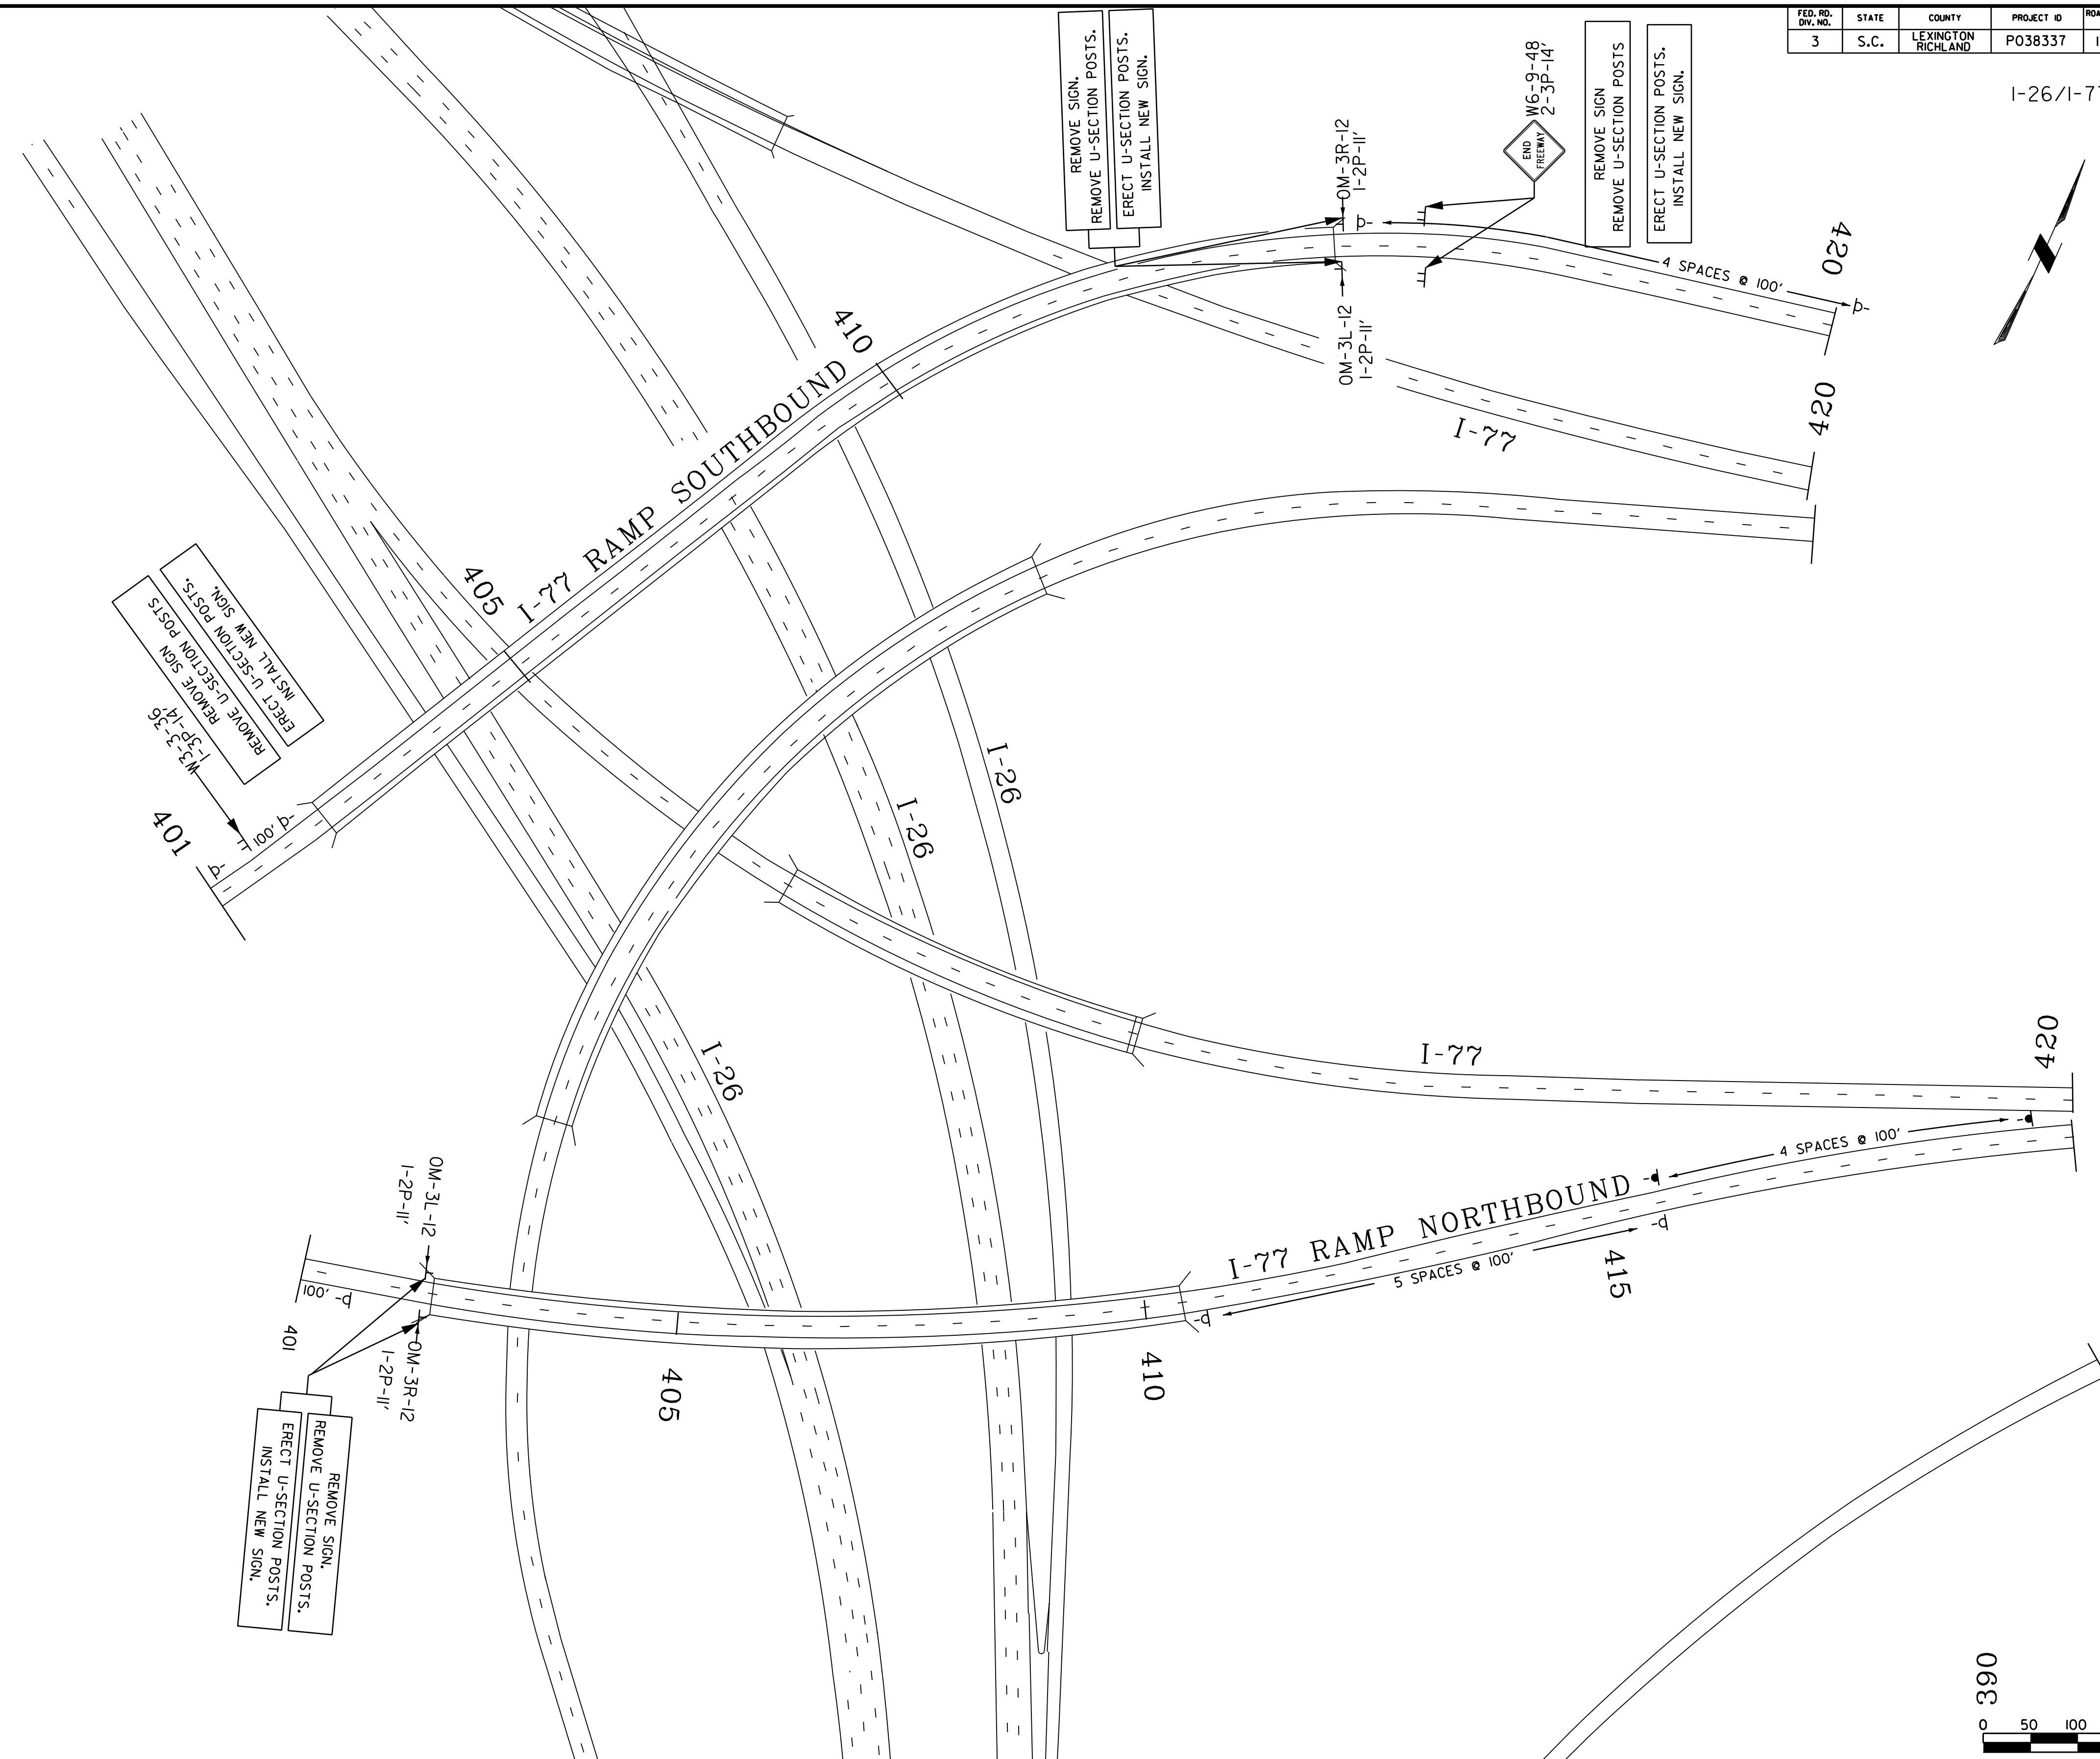 FED. RD. DIV. NO.
STATE
COUNTY
PROJECT ID
3
S.C.
LEXINGTON
RICHLAND
P038337
I-26/I-77
REMOVE SIGN.
REMOVE U-SECTION POSTS.
ERECT U-SECTION POSTS.
INSTALL NEW SIGN.
OM-3R-12
1-2P-11'
END
FREEWAY
W6-9-48
2-3P-14'
REMOVE SIGN
REMOVE U-SECTION POSTS
ERECT U-SECTION POSTS.
INSTALL NEW SIGN.
4 SPACES @ 100'
420
OM-3L-12
1-2P-11'
410
I-77 RAMP SOUTHBOUND
I-77
420
405
ERECT U-SECTION POSTS.
INSTALL NEW SIGN.
REMOVE SIGN
REMOVE U-SECTION POSTS
W3-3-36
1-3P-14'
401
100'
I-26
I-26
I-26
I-77
420
4 SPACES @ 100'
I-77 RAMP NORTHBOUND
5 SPACES @ 100'
415
OM-3L-12
1-2P-11'
100'
401
OM-3R-12
1-2P-11'
405
410
REMOVE SIGN.
REMOVE U-SECTION POSTS.
ERECT U-SECTION POSTS.
INSTALL NEW SIGN.
390
0 50 100